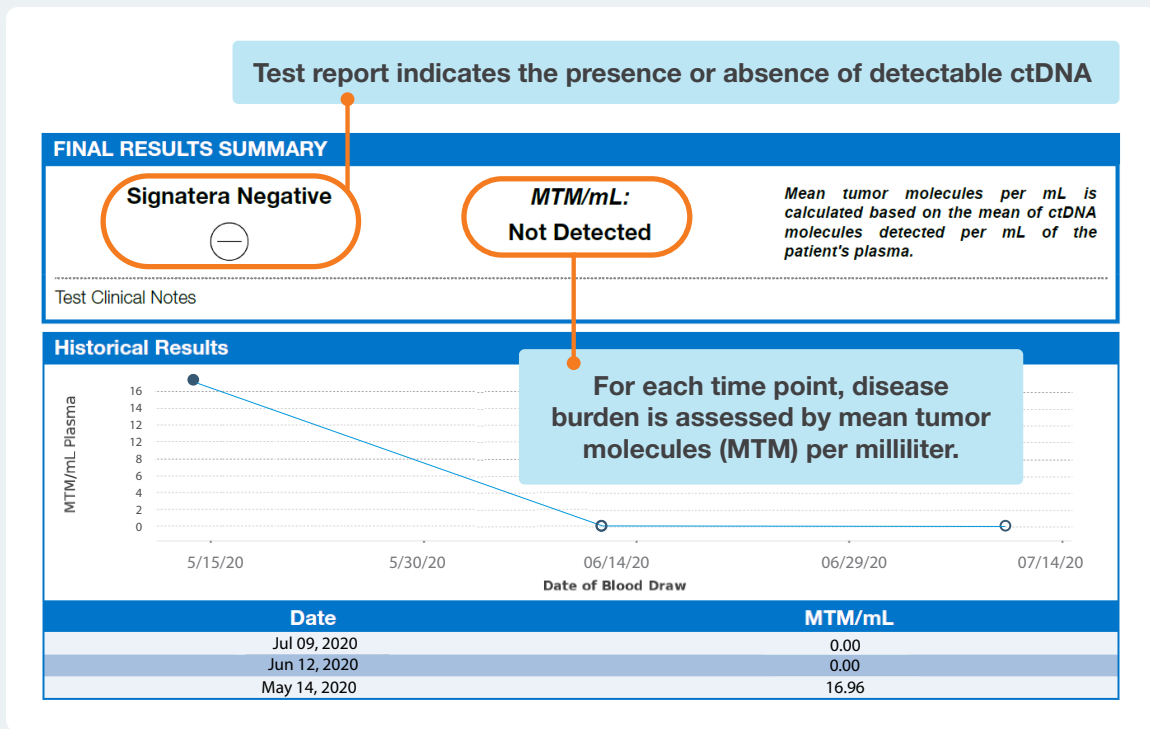 Test report indicates the presence or absence of detectable ctDNA
FINAL RESULTS SUMMARY
Signatera Negative
MTM/mL:
Not Detected
Mean tumor molecules per mL is
calculated based on the mean of ctDNA
molecules detected per mL of the
patient's plasma.
Test Clinical Notes
Historical Results
For each time point, disease
burden is assessed by mean tumor
molecules (MTM) per milliliter.
MTM/mL Plasma
16
14
12
12
8
6
4
2
0
5/15/20 5/30/20 06/14/20 06/29/20 07/14/20
Date of Blood Draw
Date MTM/mL
Jul 09, 2020 0.00
Jun 12, 2020 0.00
May 14, 2020 16.96